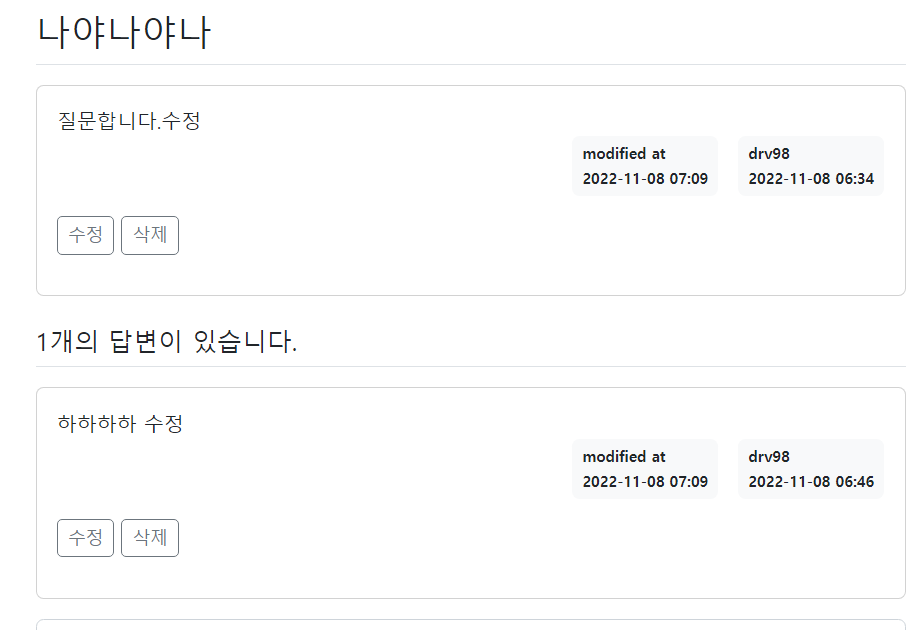 나야나야나
질문합니다.수정
modified at
2022-11-08 07:09
drv98
2022-11-08 06:34
수정 삭제
1개의 답변이 있습니다.
하하하하 수정
modified at
2022-11-08 07:09
drv98
2022-11-08 06:46
수정 삭제